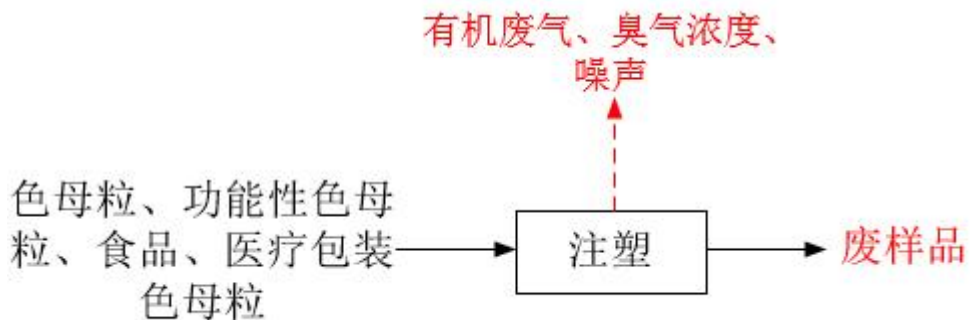 有机废气、臭气浓度、
噪声
色母粒、功能性色母
粒、食品、医疗包装
色母粒
注塑
废样品